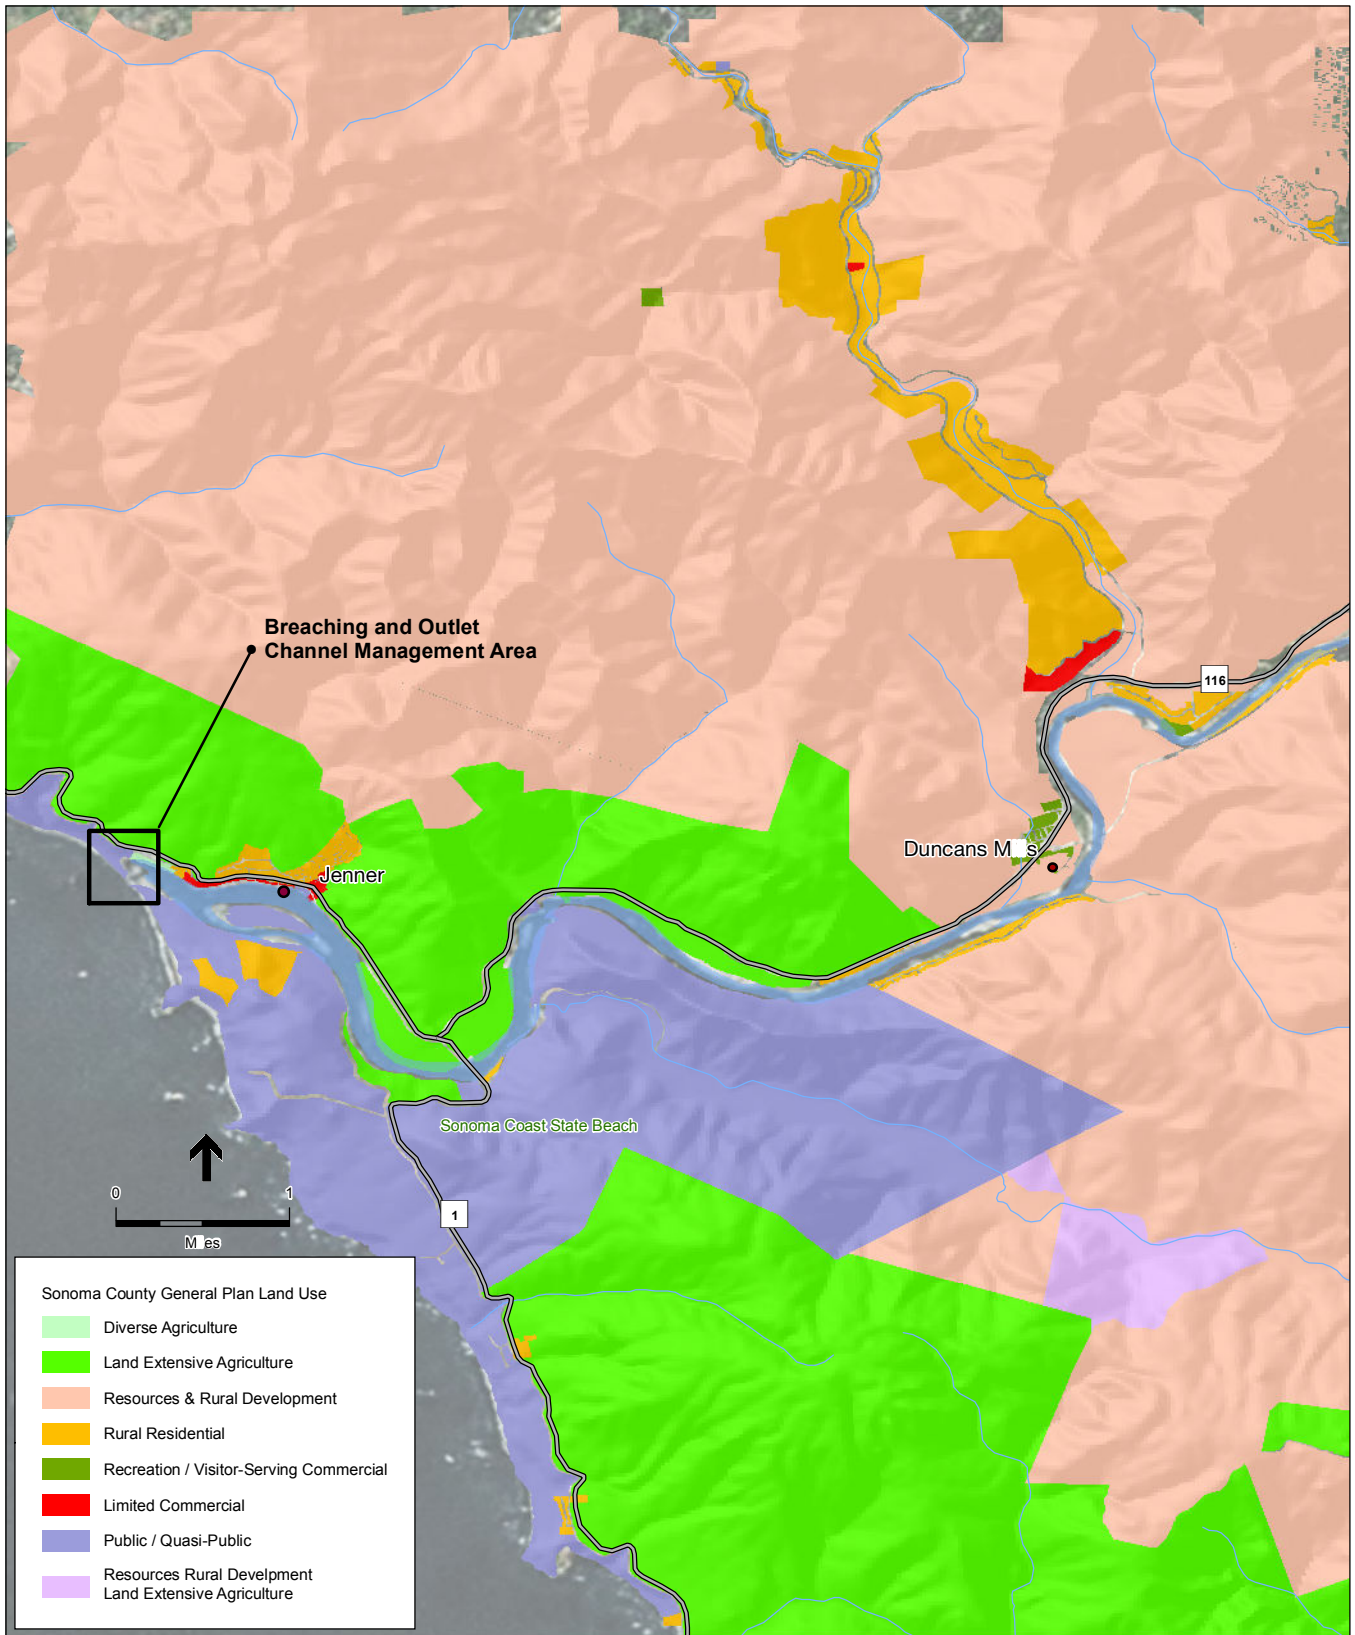 Breaching and Outlet
Channel Management Area
116
Duncans M s
Jenner
Sonoma Coast State Beach
0 1
M es
1
Sonoma County General Plan Land Use
Diverse Agriculture
Land Extensive Agriculture
Resources & Rural Development
Rural Residential
Recreation / Visitor-Serving Commercial
Limited Commercial
Public / Quasi-Public
Resources Rural Develpment
Land Extensive Agriculture